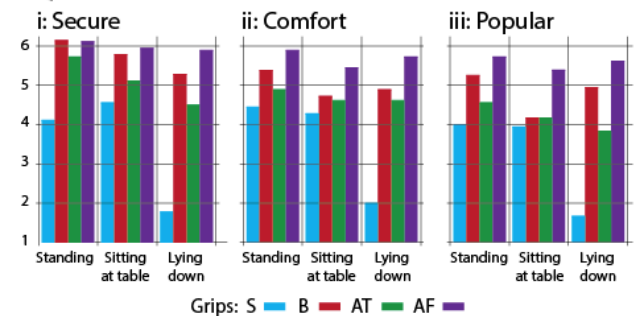 i: Secure
ii: Comfort
iii: Popular
6
5
4
3
2
1
Standing
Sitting
at table
Lying
down
Standing
Sitting
at table
Lying
down
Standing
Sitting
at table
Lying
down
Grips: S B AT AF